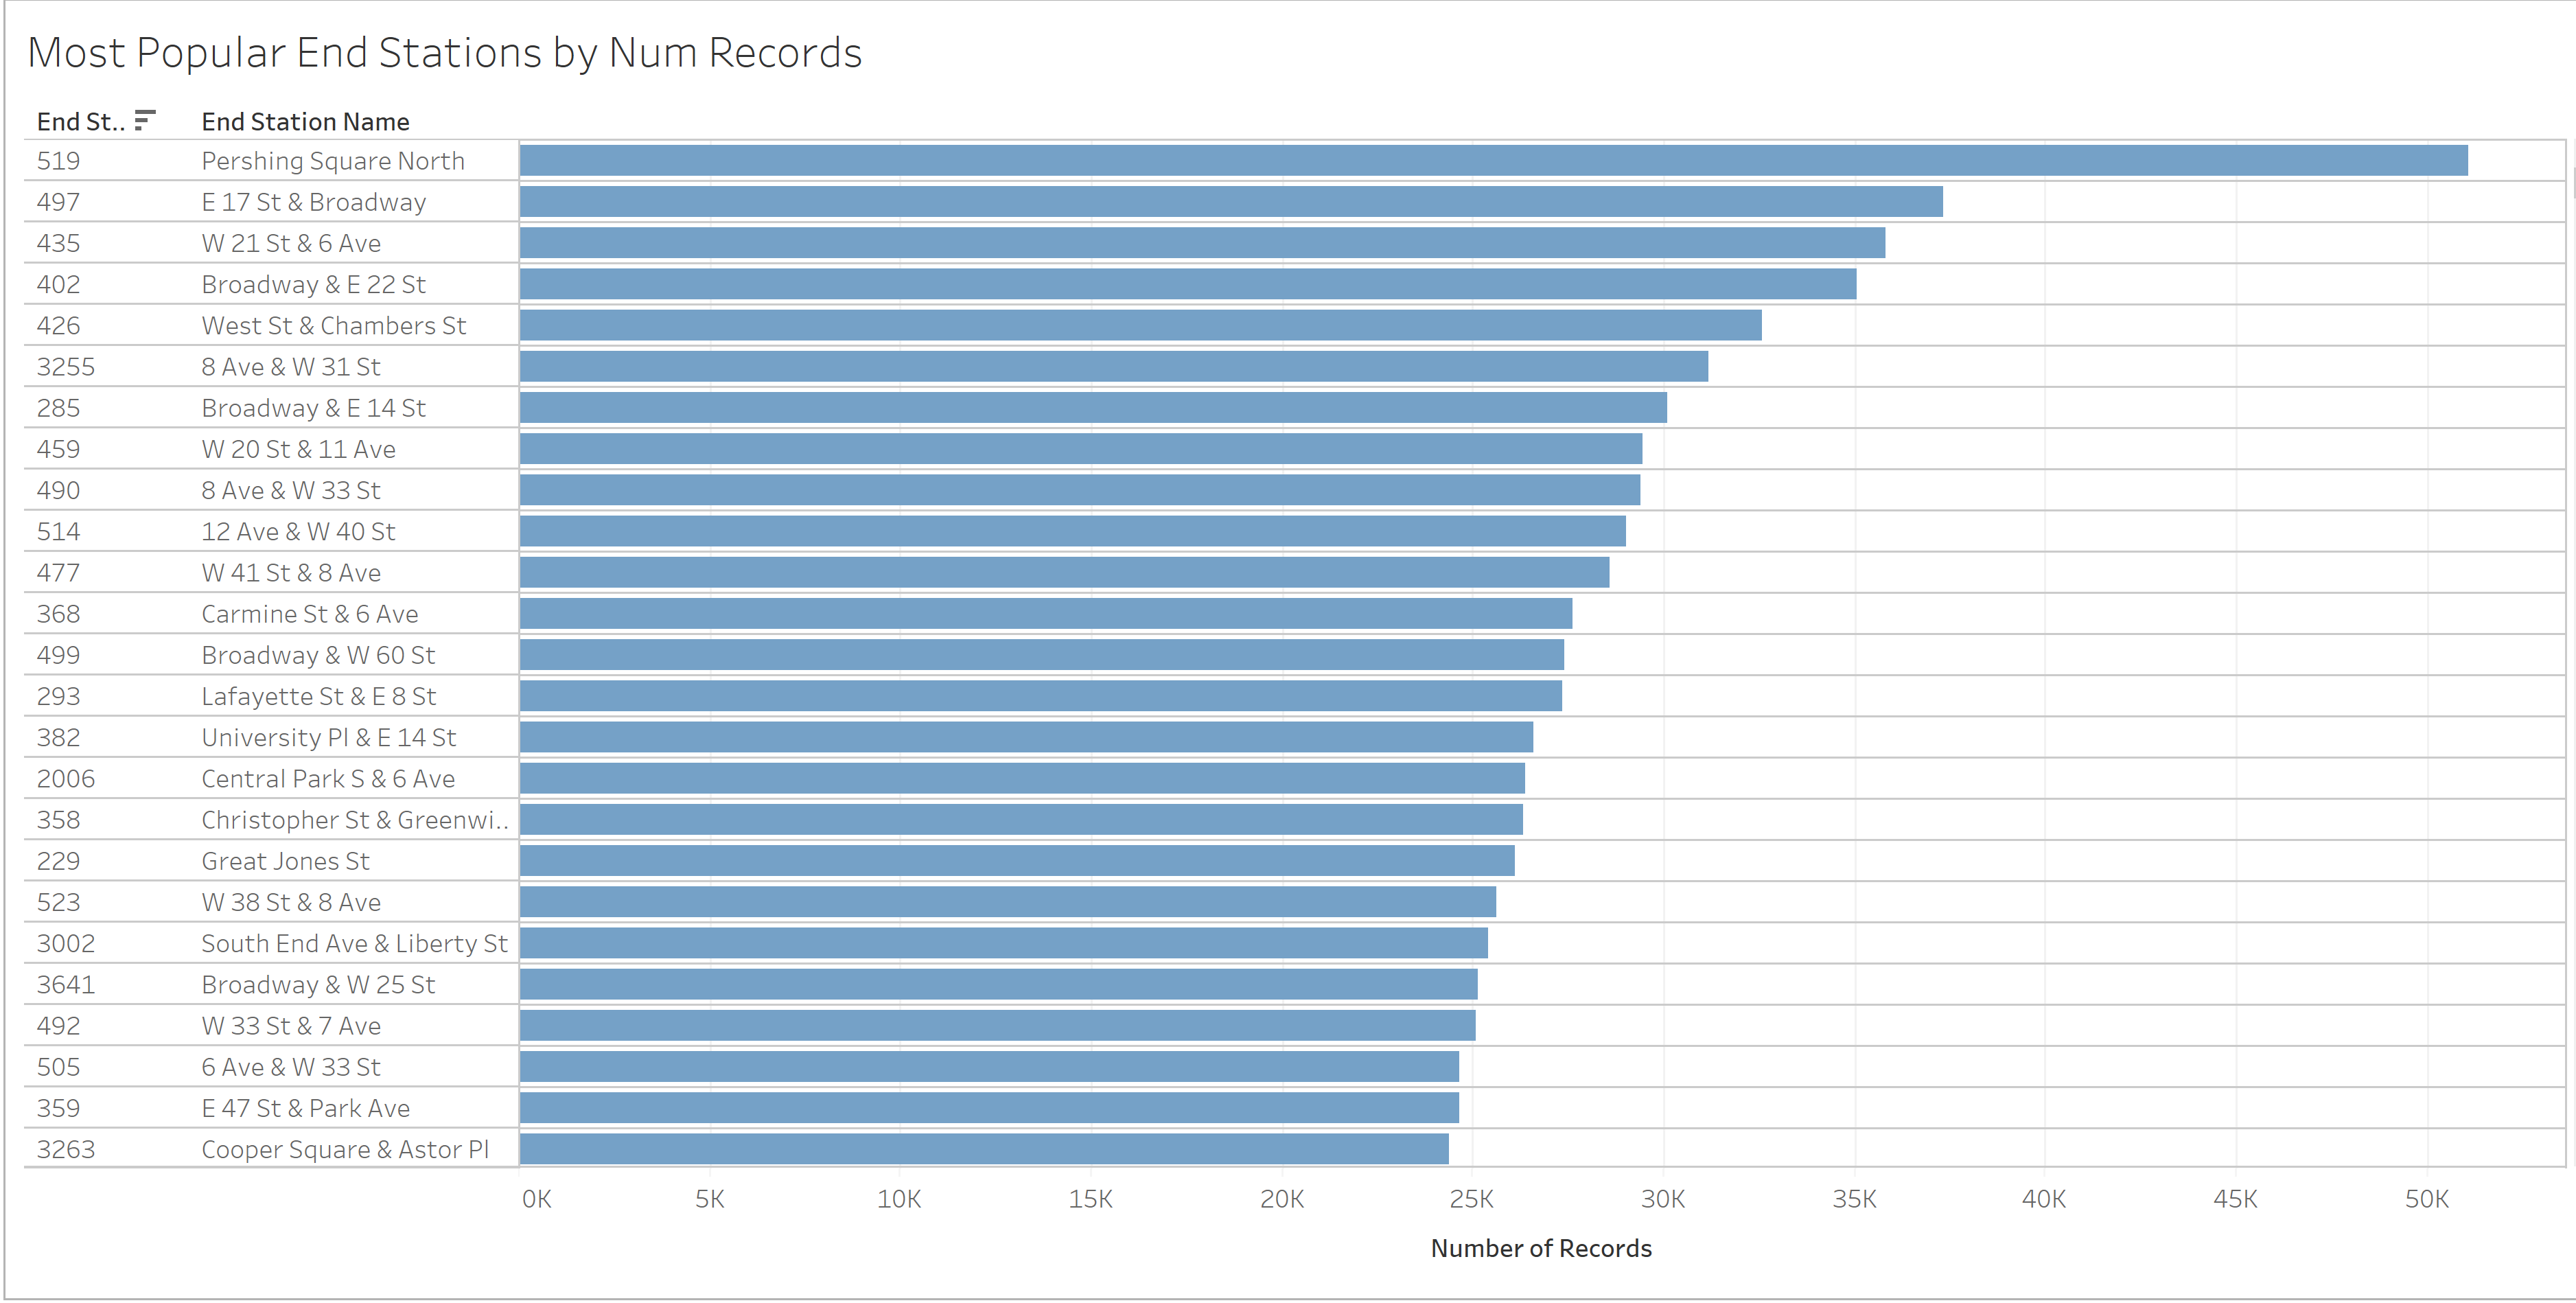 Most Popular End Stations by Num Records
End St.. End Station Name
519 Pershing Square North
497 E 17 St & Broadway
435 W 21 St & 6 Ave
402 Broadway & E 22 St
426 West St & Chambers St
3255 8 Ave & W 31 St
285 Broadway & E 14 St
459 W 20 St & 11 Ave
490 8 Ave & W 33 St
514 12 Ave & W 40 St
477 W 41 St & 8 Ave
368 Carmine St & 6 Ave
499 Broadway & W 60 St
293 Lafayette St & E 8 St
382 University Pl & E 14 St
2006 Central Park S & 6 Ave
358 Christopher St & Greenwi..
229 Great Jones St
523 W 38 St & 8 Ave
3002 South End Ave & Liberty St
3641 Broadway & W 25 St
492 W 33 St & 7 Ave
505 6 Ave & W 33 St
359 E 47 St & Park Ave
3263 Cooper Square & Astor Pl
0K 5K 10K 15K 20K 25K 30K 35K 40K 45K 50K
Number of Records